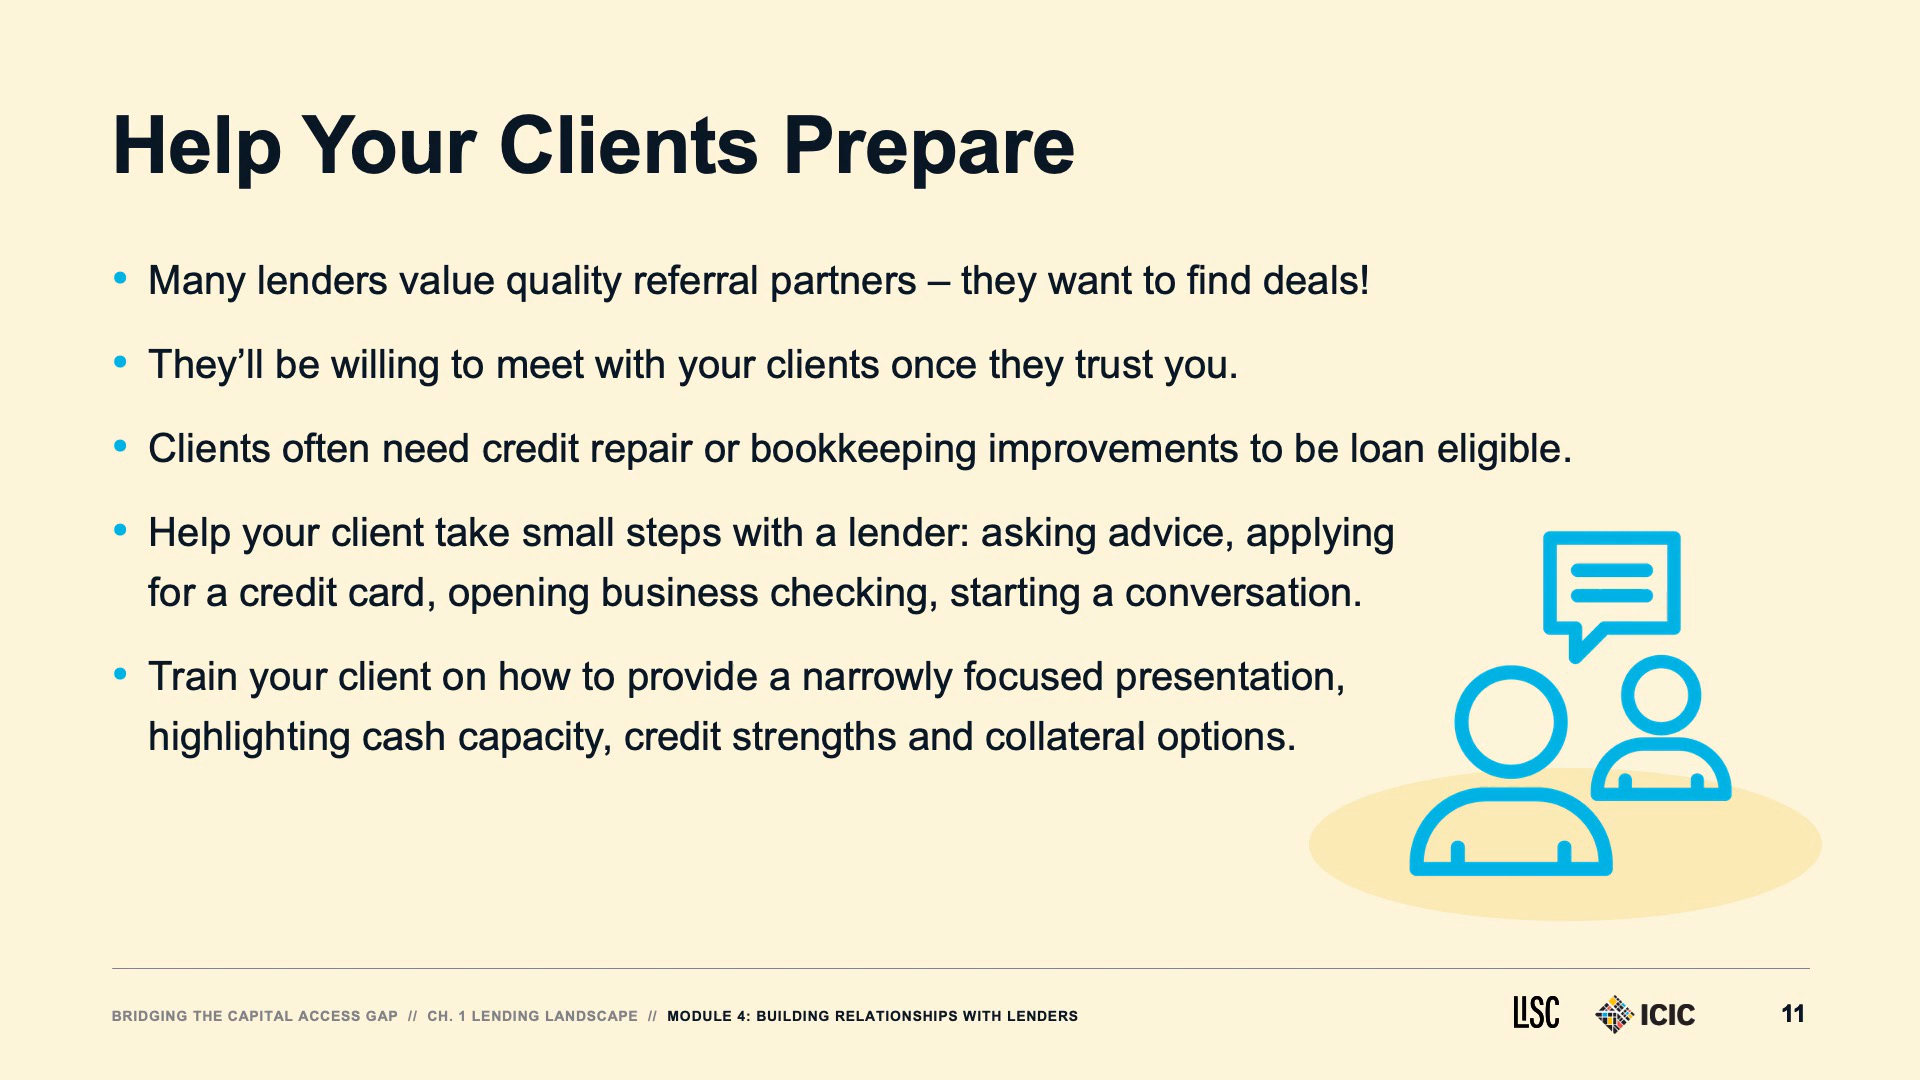 Help Your Clients Prepare
• Many lenders value quality referral partners – they want to find deals!
• They’ll be willing to meet with your clients once they trust you.
• Clients often need credit repair or bookkeeping improvements to be loan eligible.
• Help your client take small steps with a lender: asking advice, applying
for a credit card, opening business checking, starting a conversation.
• Train your client on how to provide a narrowly focused presentation,
highlighting cash capacity, credit strengths and collateral options.
BRIDGING THE CAPITAL ACCESS GAP // CH. 1 LENDING LANDSCAPE // MODULE 4: BUILDING RELATIONSHIPS WITH LENDERS
LISC ICIC 11